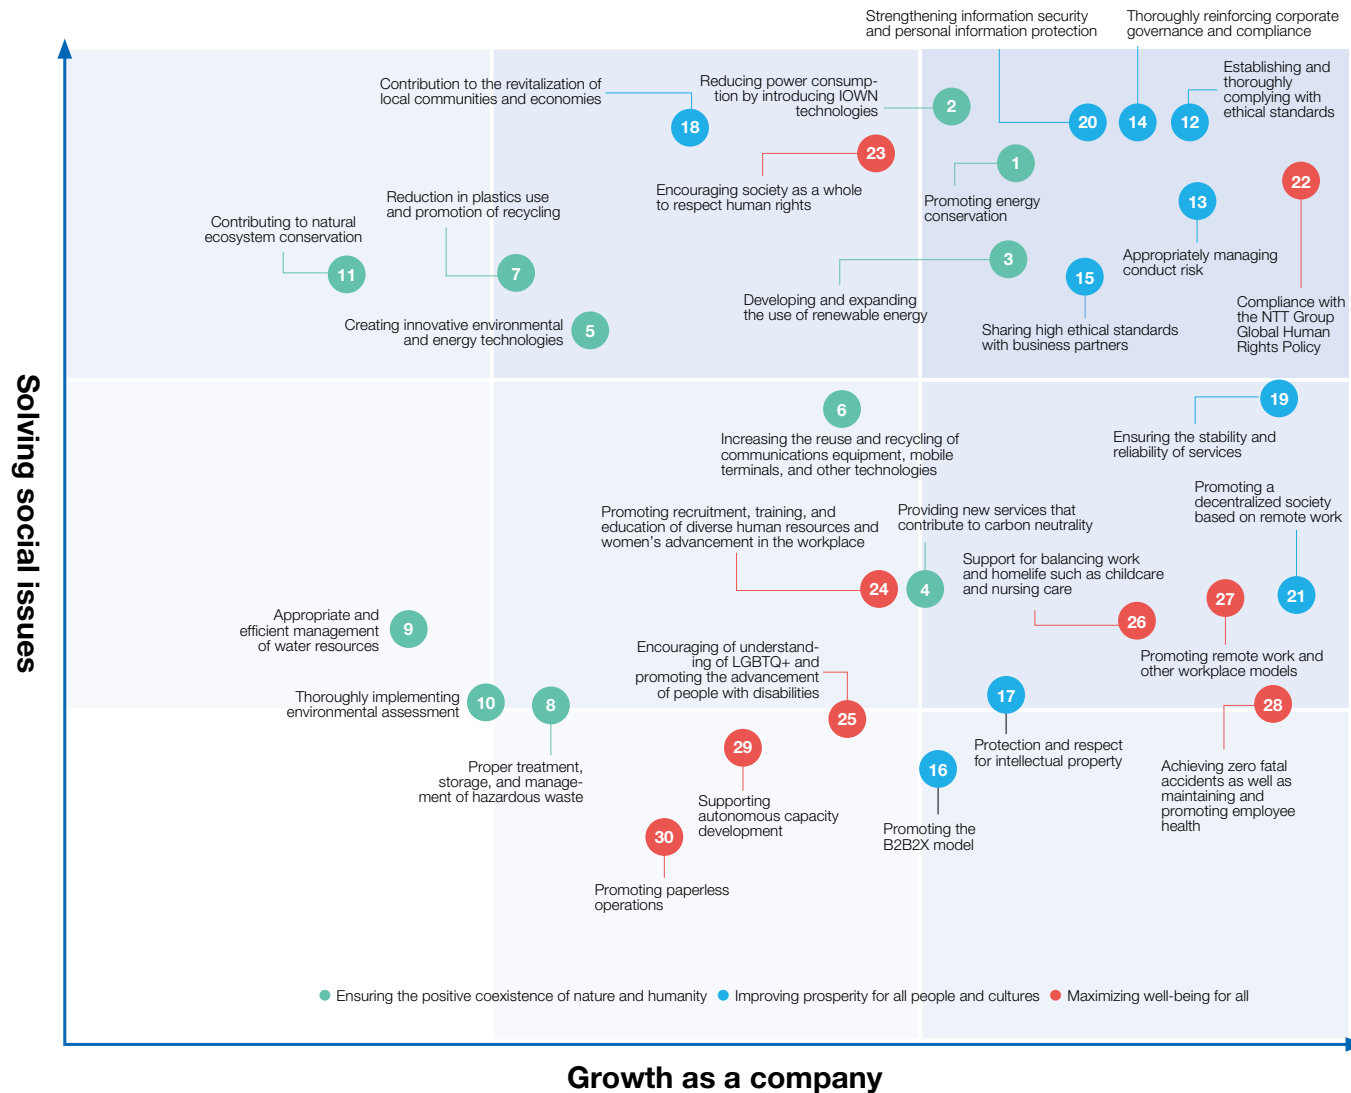 Strengthening information security
and personal information protection
Thoroughly reinforcing corporate
governance and compliance
Establishing and
thoroughly
complying with
ethical standards
Contribution to the revitalization of
local communities and economies
Reducing power consump-
tion by introducing IOWN
technologies
2
20
14
12
18
23
1
22
Encouraging society as a whole
to respect human rights
Promoting energy
conservation
13
Reduction in plastics use
and promotion of recycling
Contributing to natural
ecosystem conservation
11
7
3
15
Appropriately managing
conduct risk
Developing and expanding
the use of renewable energy
Compliance with
the NTT Group
Global Human
Rights Policy
Creating innovative environmental
and energy technologies
5
Sharing high ethical standards
with business partners
Solving social issues
6
19
Increasing the reuse and recycling of
communications equipment, mobile
terminals, and other technologies
Ensuring the stability and
reliability of services
Promoting a
decentralized society
based on remote work
Promoting recruitment, training, and
education of diverse human resources and
women's advancement in the workplace
Providing new services that
contribute to carbon neutrality
Support for balancing work
and homelife such as childcare
and nursing care
24
4
27
21
26
Appropriate and
efficient management
of water resources
9
Encouraging of understand-
ing of LGBTQ+ and
promoting the advancement
of people with disabilities
Promoting remote work and
other workplace models
Thoroughly implementing
environmental assessment
10
8
25
17
28
29
Protection and respect
for intellectual property
16
Proper treatment,
storage, and manage-
ment of hazardous waste
Achieving zero fatal
accidents as well as
maintaining and
promoting employee
health
Supporting
autonomous capacity
development
30
Promoting the
B2B2X model
Promoting paperless
operations
Ensuring the positive coexistence of nature and humanity
Improving prosperity for all people and cultures
Maximizing well-being for all
Growth as a company